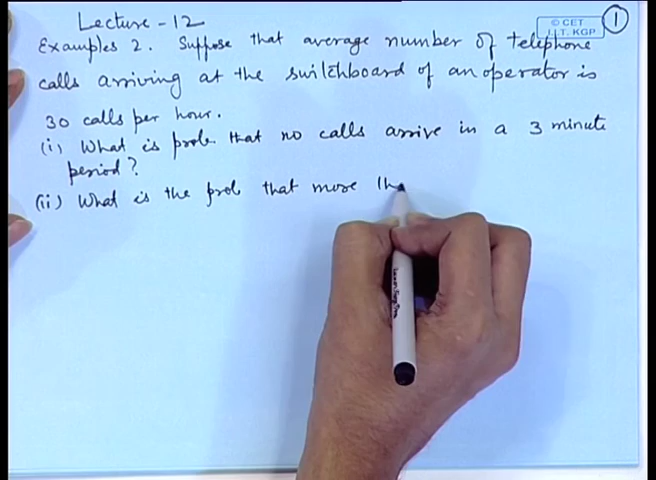 Lecture-12
© CET
I.I.T. KGP
1
Examples 2. Suppose that average number of telephone
calls arriving at the switchboard of an operator is
30 calls per hour.
(i) What is prob. that no calls arrive in a 3 minute
period?
(ii) What is the prob that more th